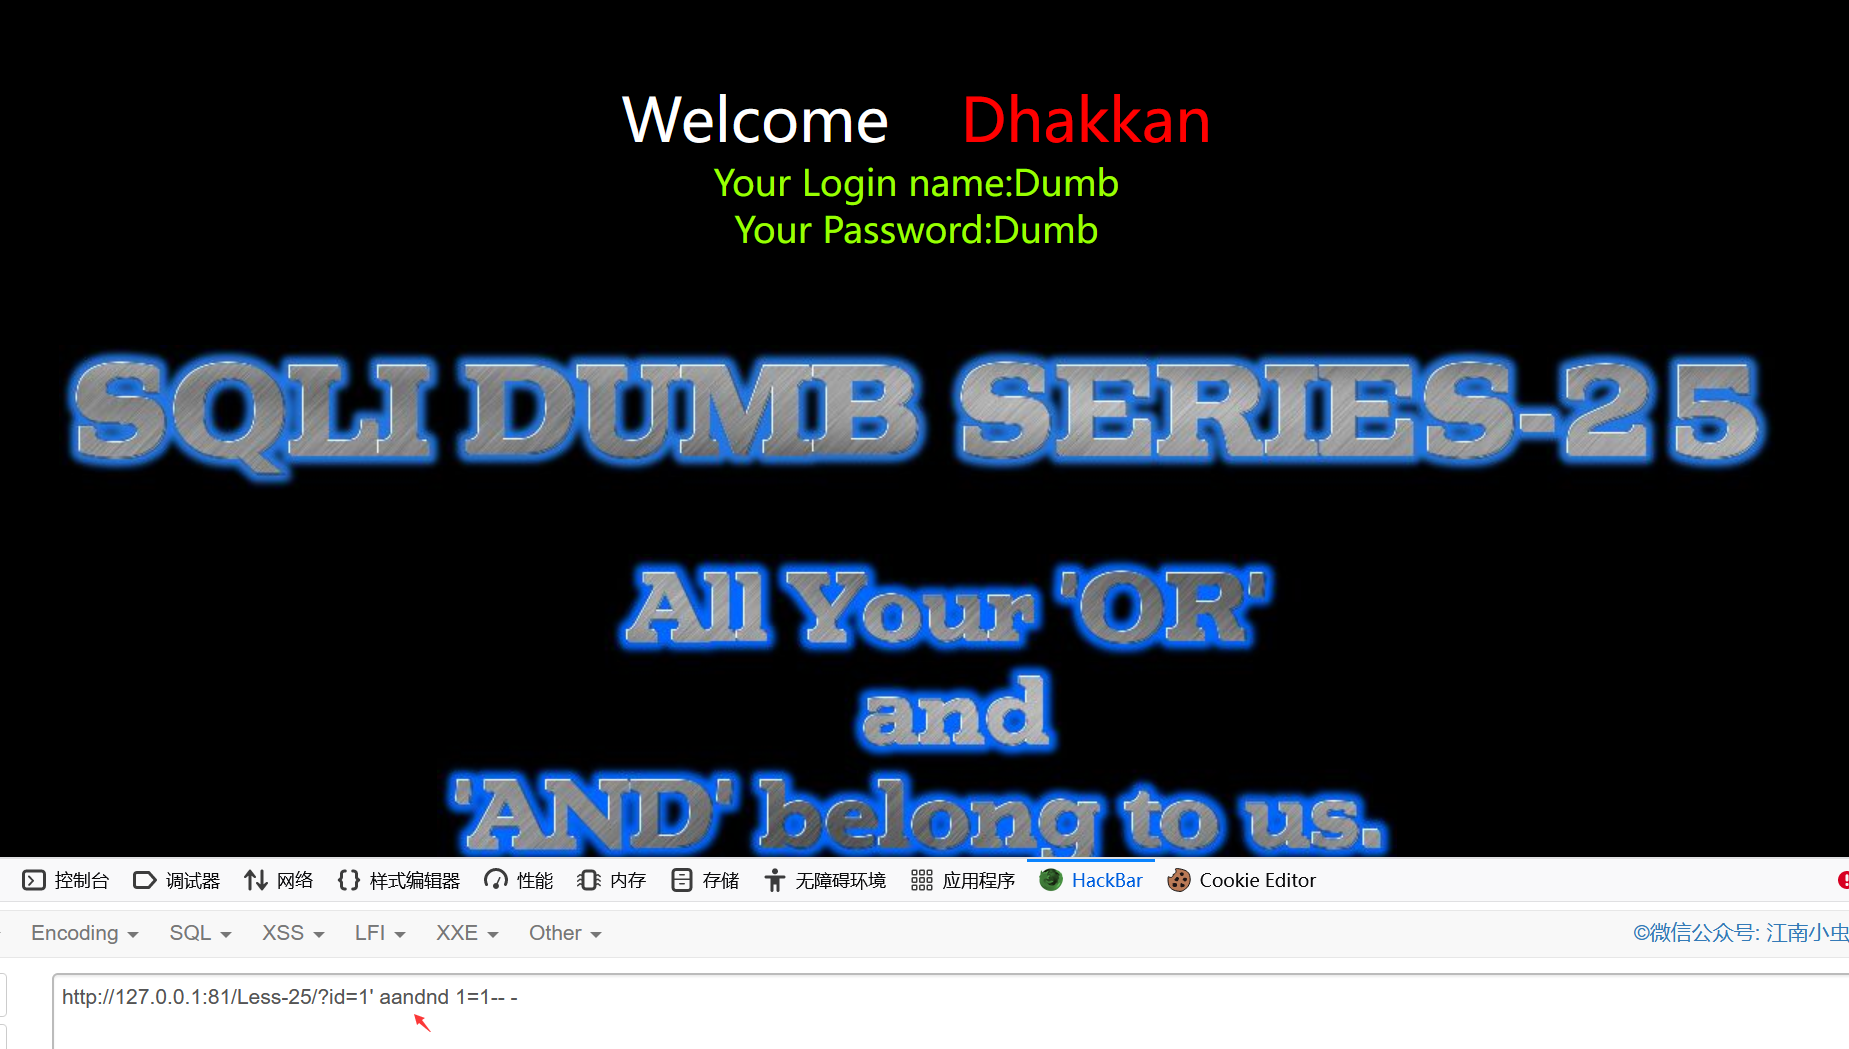 Welcome Dhakkan
Your Login name:Dumb
Your Password:Dumb
SQLI DUMB SERIES-25
All Your 'OR'
and
'AND' belong to us.
控制台 调试器 网络 样式编辑器 性能 内存 存储 无障碍环境 应用程序 HackBar Cookie Editor
Encoding SQL XSS LFI XXE Other ©微信公众号: 江南小虫
http://127.0.0.1:81/Less-25/?id=1' aandnd 1=1-- -